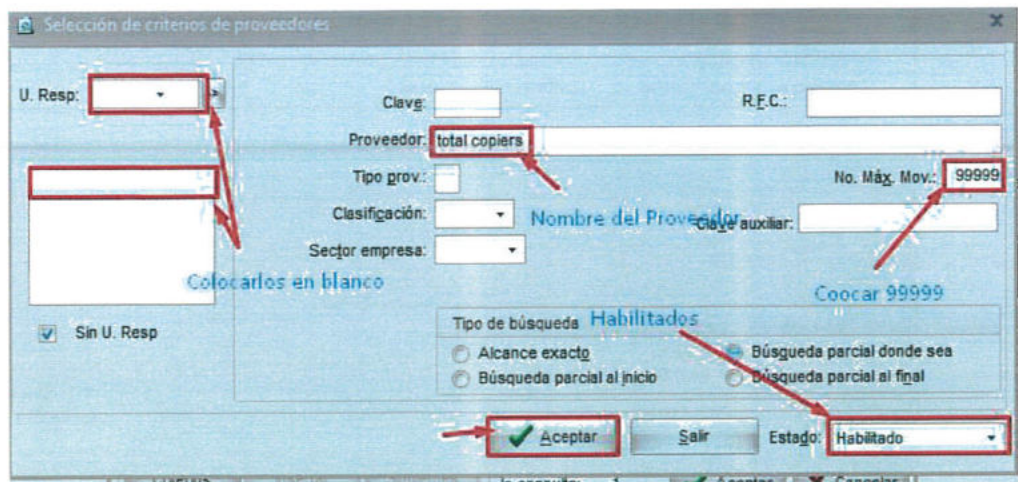 Selección de criterios de proveedores
U. Resp:
Clave:
R.F.C.:
Proveedor: total copiers
Tipo prov.:
No. Máx. Mov.: 99999
Clasificación:
Nombre del Proveedor
Clave auxiliar:
Sector empresa:
Colocarlos en blanco
Coocar 99999
Sin U. Resp
Tipo de búsqueda
Habilitados
Alcance exacto
Búsqueda parcial donde sea
Búsqueda parcial al inicio
Búsqueda parcial al final
Aceptar
Salir
Estado: Habilitado